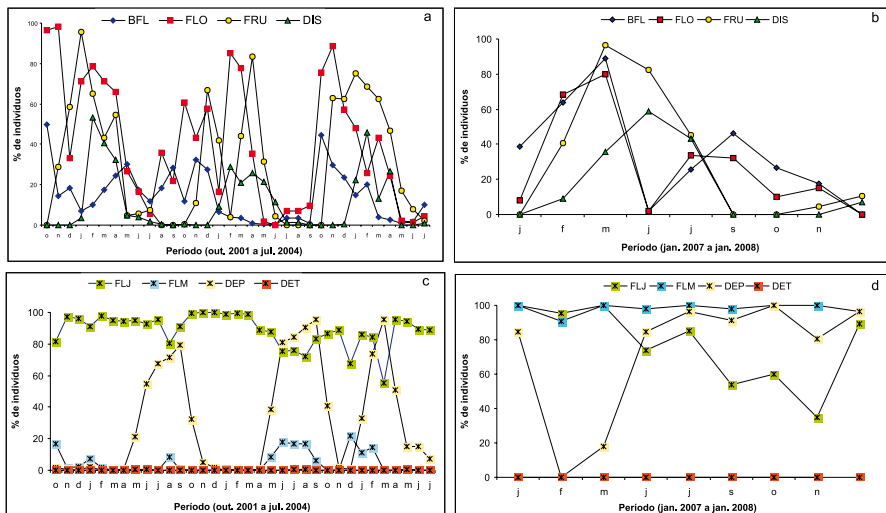 a
BFL FLO FRU DIS
% de indivíduos
100
80
60
40
20
0
o n d j f m a m j j a s o n d j f m a m j j a s o n d j f m a m j j
Período (out. 2001 a jul. 2004)
b
BFL FLO FRU DIS
% de indivíduos
100
80
60
40
20
0
j f m j j s o n
Período (jan. 2007 a jan. 2008)
c
FLJ FLM DEP DET
% de indivíduos
100
80
60
40
20
0
o n d j f m a m j j a s o n d j f m a m j j a s o n d j f m a m j j
Período (out. 2001 a jul. 2004)
d
FLJ FLM DEP DET
% de indivíduos
100
80
60
40
20
0
j f m j j s o n
Período (jan. 2007 a jan. 2008)